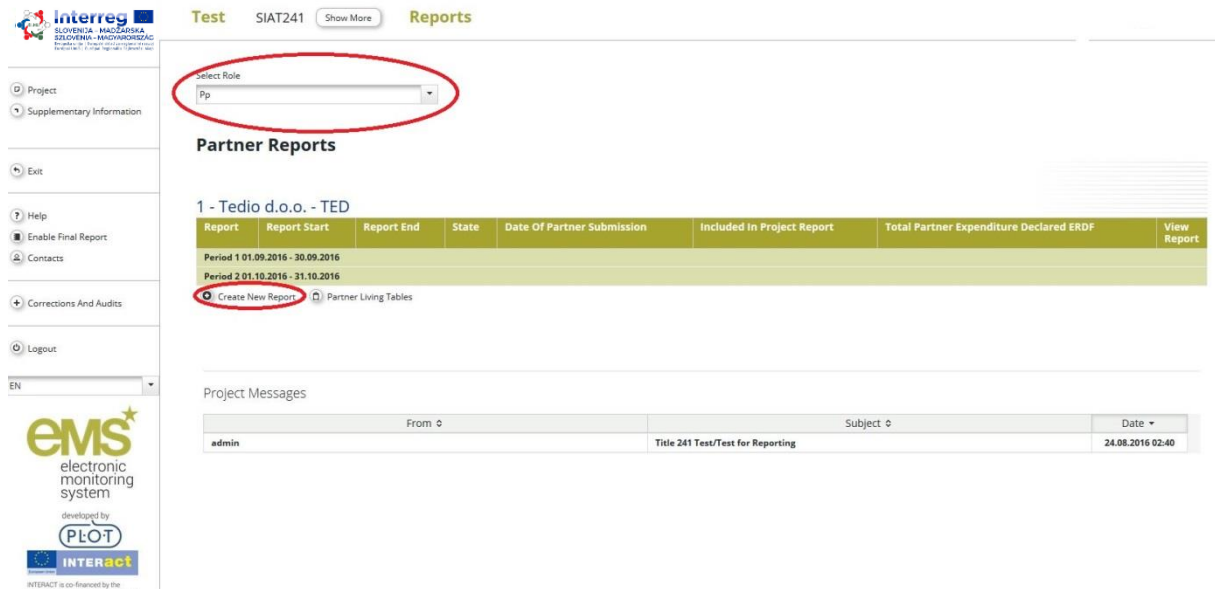 Interreg
SLOVENIJA - MADŽARSKA
SZLOVÉNIA - MAGYARORSZÁG
Test SIAT241 Show More Reports
Project
Supplementary Information
Exit
Help
Enable Final Report
Contacts
Corrections And Audits
Logout
EN
eMS
electronic
monitoring
system
developed by
PLOT
INTERact
INTERACT is co-financed by the
Select Role
Pp
Partner Reports
1 - Tedio d.o.o. - TED
Report Report Start Report End State Date Of Partner Submission Included In Project Report Total Partner Expenditure Declared ERDF View Report
Period 1 01.09.2016 - 30.09.2016
Period 2 01.10.2016 - 31.10.2016
Create New Report Partner Living Tables
Project Messages
From Subject Date
admin Title 241 Test/Test for Reporting 24.08.2016 02:40